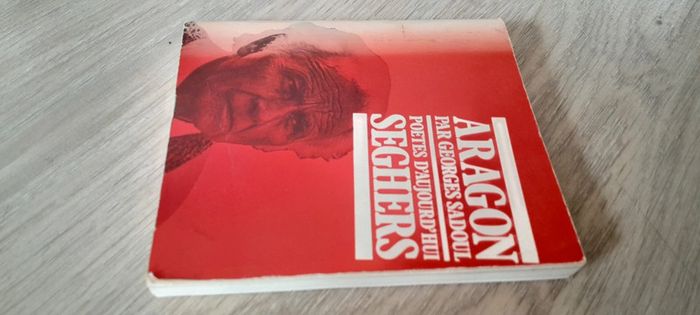 ARAGON
PAR GEORGES SADOUL
POETES D'AUJOURD'HUI
SEGHERS